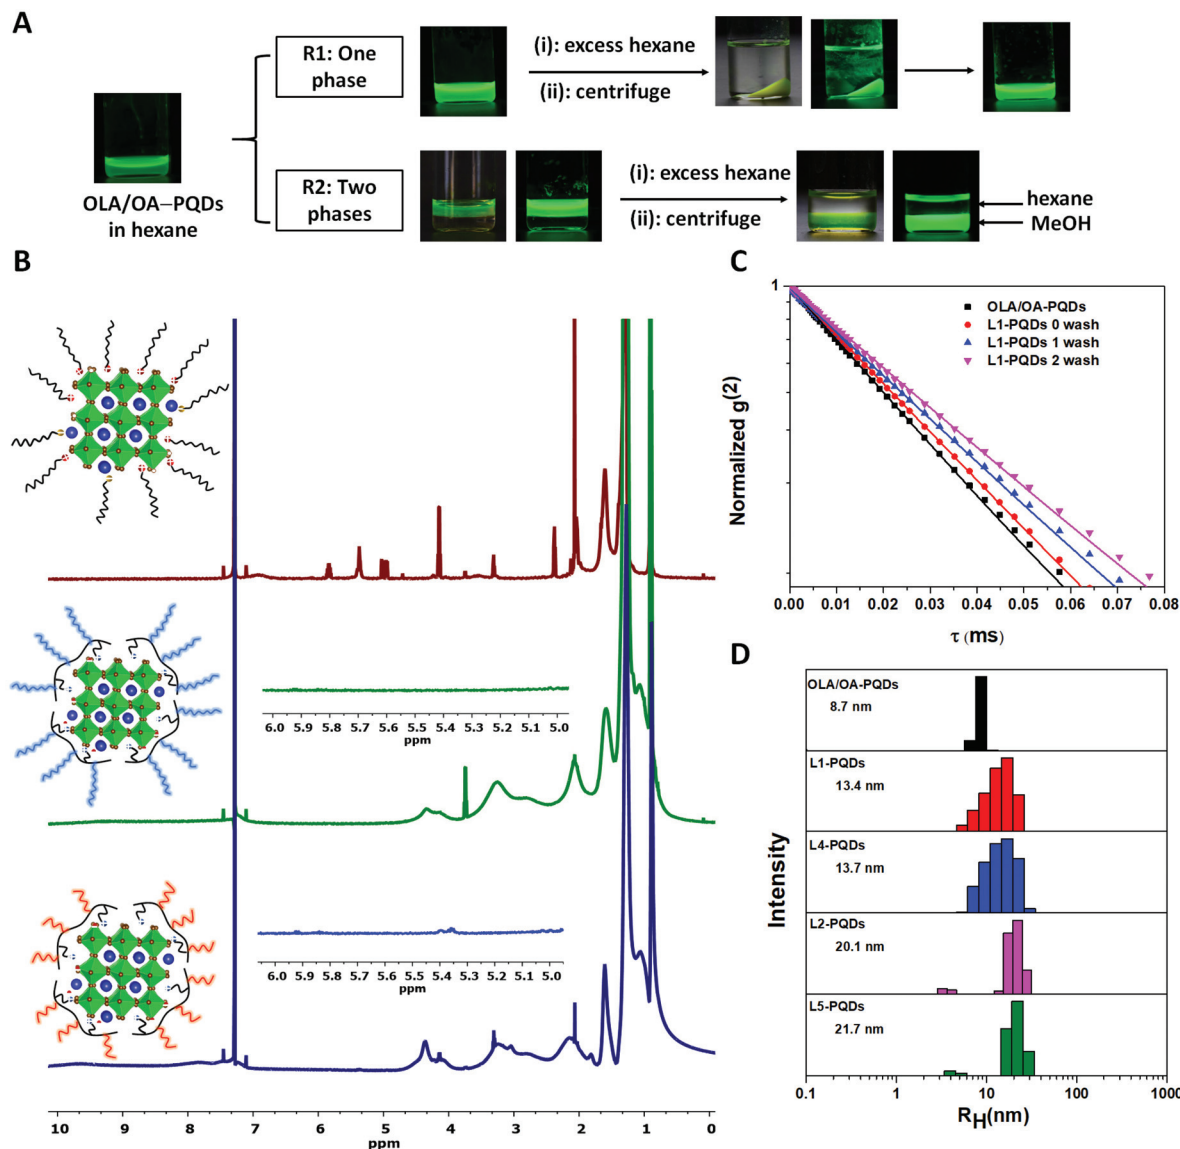 A
R1: One
phase
(i): excess hexane
(ii): centrifuge
OLA/OA–PQDs
in hexane
R2: Two
phases
(i): excess hexane
(ii): centrifuge
hexane
MeOH
B
6.0 5.9 5.8 5.7 5.6 5.5 5.4 5.3 5.2 5.1 5.0
ppm
6.0 5.9 5.8 5.7 5.6 5.5 5.4 5.3 5.2 5.1 5.0
ppm
10 9 8 7 6 5 4 3 2 1 0
ppm
C
1
Normalized g(2)
OLA/OA-PQDs
L1-PQDs 0 wash
L1-PQDs 1 wash
L1-PQDs 2 wash
0.00 0.01 0.02 0.03 0.04 0.05 0.06 0.07 0.08
τ (ms)
D
Intensity
OLA/OA-PQDs
8.7 nm
L1-PQDs
13.4 nm
L4-PQDs
13.7 nm
L2-PQDs
20.1 nm
L5-PQDs
21.7 nm
0.1 1 10 100 1000
RH(nm)